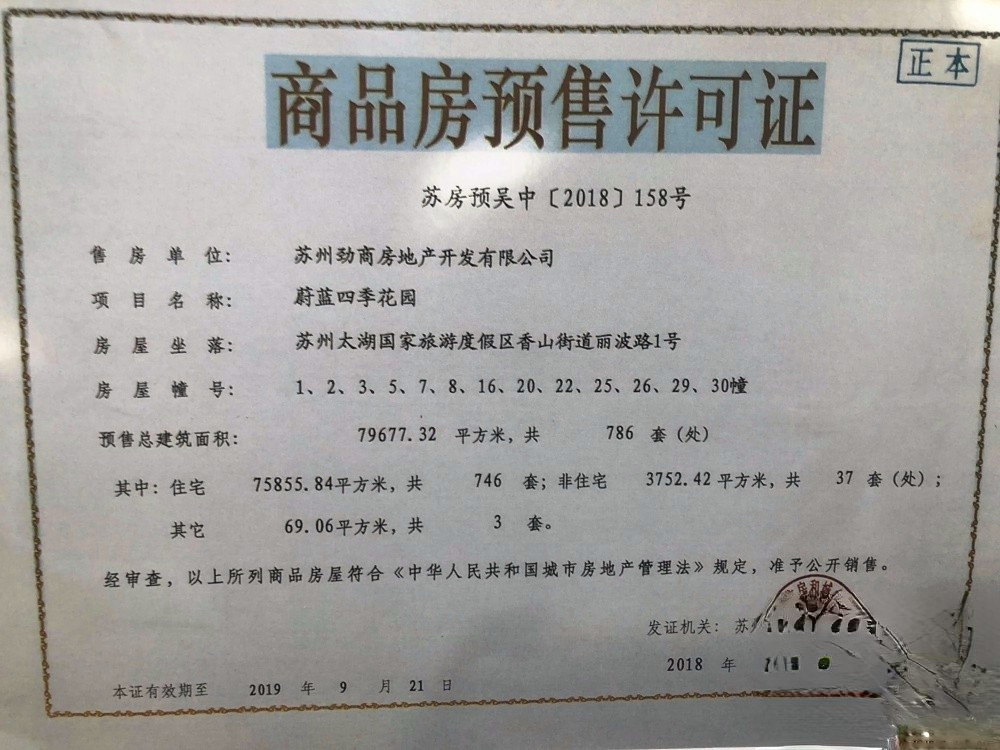 正本
商品房预售许可证
苏房预吴中〔2018〕158号
售房单位： 苏州劲商房地产开发有限公司
项目名称： 蔚蓝四季花园
房屋坐落： 苏州太湖国家旅游度假区香山街道丽波路1号
房屋幢号： 1、2、3、5、7、8、16、20、22、25、26、29、30幢
预售总建筑面积： 79677.32 平方米，共 786 套（处）
其中：住宅 75855.84平方米，共 746 套；非住宅 3752.42 平方米，共 37 套（处）；
其它 69.06平方米，共 3 套。
经审查，以上所列商品房屋符合《中华人民共和国城市房地产管理法》规定，准予公开销售。
发证机关：苏
2018 年
本证有效期至 2019 年 9 月 21 日